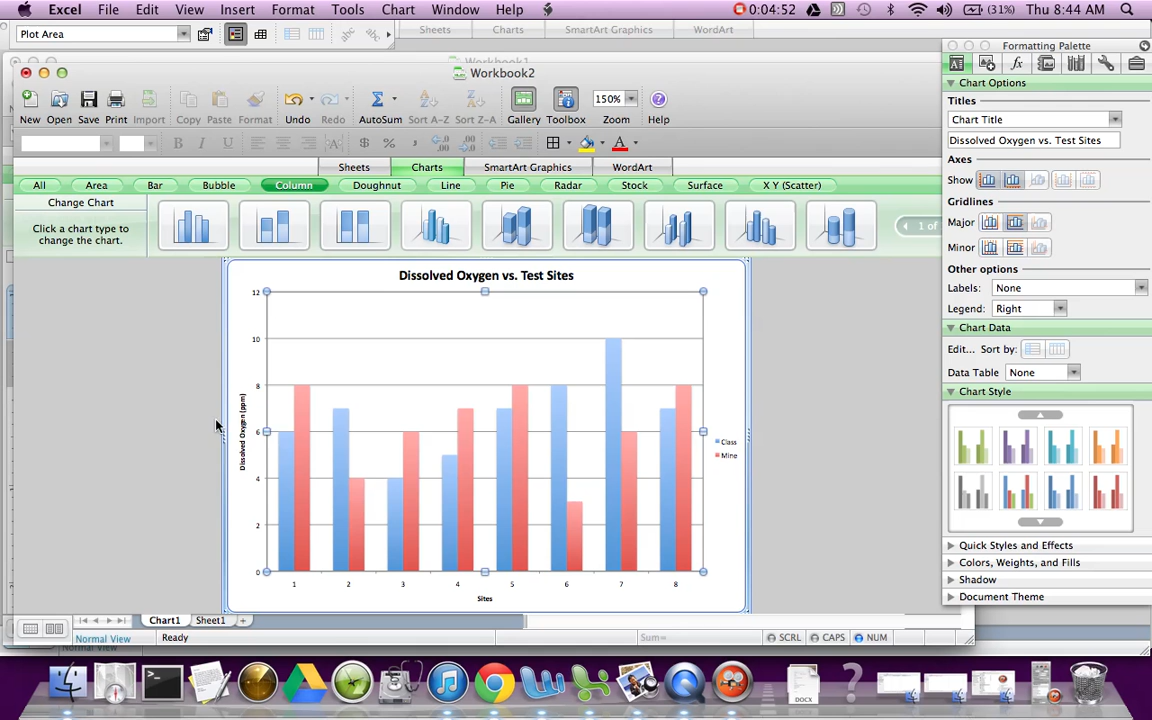 Excel File Edit View Insert Format Tools Chart Window Help 0:04:52 (31%) Thu 8:44 AM
Plot Area
Sheets Charts SmartArt Graphics WordArt
Formatting Palette
Workbook1
Workbook2
New Open Save Print Import Copy Paste Format Undo Redo AutoSum Sort A-Z Sort Z-A Gallery Toolbox Zoom Help
150%
B I U
Sheets Charts SmartArt Graphics WordArt
All Area Bar Bubble Column Doughnut Line Pie Radar Stock Surface X Y (Scatter)
Change Chart
Click a chart type to
change the chart.
1 of
Dissolved Oxygen vs. Test Sites
12
10
8
6
4
2
0
Dissolved Oxygen (ppm)
1 2 3 4 5 6 7 8
Sites
Class
Mine
Chart1 Sheet1
Normal View Ready Sum= SCRL CAPS NUM
Normal View
Chart Options
Titles
Chart Title
Dissolved Oxygen vs. Test Sites
Axes
Show
Gridlines
Major
Minor
Other options
Labels: None
Legend: Right
Chart Data
Edit... Sort by:
Data Table None
Chart Style
Quick Styles and Effects
Colors, Weights, and Fills
Shadow
Document Theme
DOCX